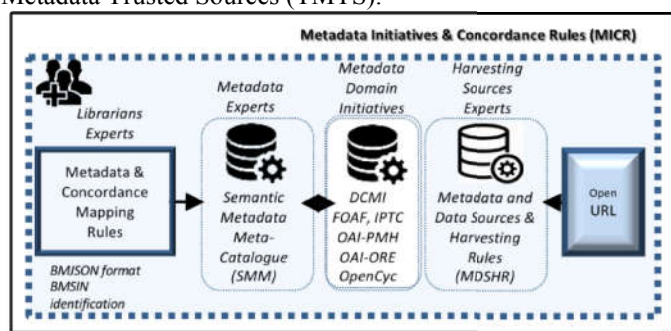 Metadata Trusted Sources (TMTS).
Metadata Initiatives & Concordance Rules (MICR)
Librarians
Experts
Metadata &
Concordance
Mapping
Rules
BMJSON format
BMSIN
identification
Metadata
Experts
Semantic
Metadata
Meta-
Catalogue
(SMM)
Metadata
Domain
Initiatives
DCMI
FOAF, IPTC
OAI-PMH
OAI-ORE
OpenCyc
Harvesting
Sources
Experts
Metadata and
Data Sources &
Harvesting
Rules
(MDSHR)
Open
URL